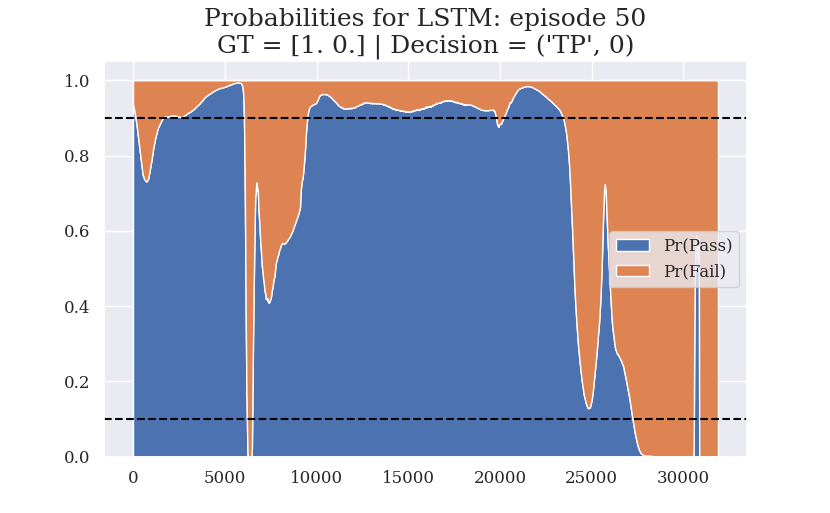 Probabilities for LSTM: episode 50
GT = [1. 0.] | Decision = ('TP', 0)
1.0
0.8
0.6
0.4
0.2
0.0
Pr(Pass)
Pr(Fail)
0 5000 10000 15000 20000 25000 30000